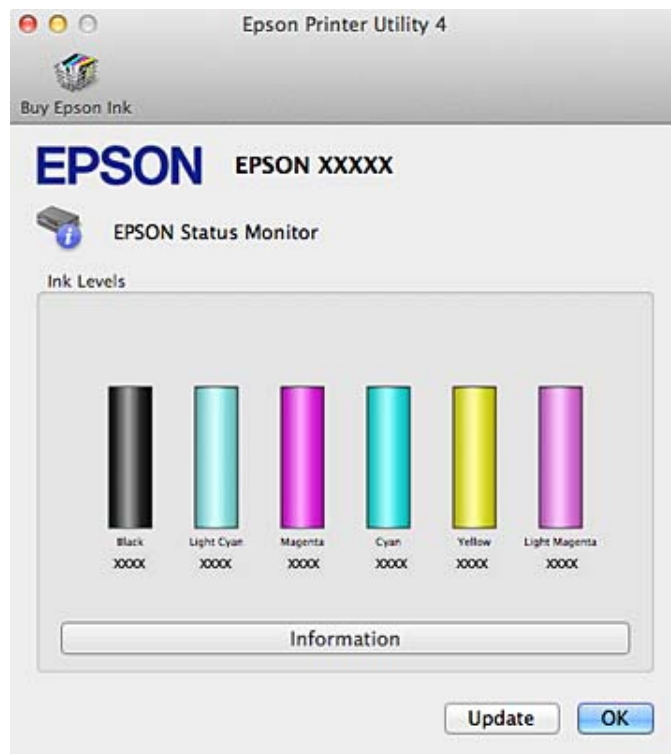 Epson Printer Utility 4
Buy Epson Ink
EPSON EPSON XXXXX
EPSON Status Monitor
Ink Levels
Black Light Cyan Magenta Cyan Yellow Light Magenta
XXXX XXXX XXXX XXXX XXXX XXXX
Information
Update OK